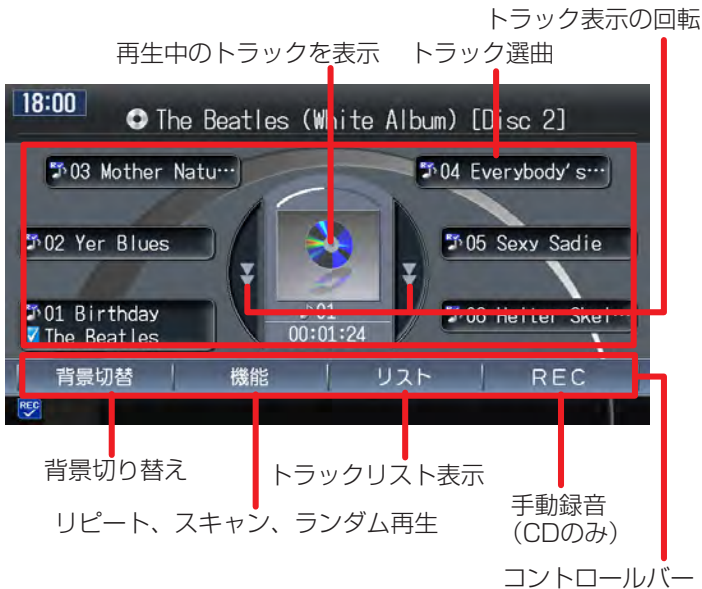 トラック表示の回転
再生中のトラックを表示
トラック選曲
18:00
The Beatles (White Album) [Disc 2]
03 Mother Natu…
04 Everybody's…
02 Yer Blues
05 Sexy Sadie
01 Birthday
The Beatles
♪01
00:01:24
06 Helter Skel…
背景切替
機能
リスト
REC
REC
背景切り替え
トラックリスト表示
リピート、スキャン、ランダム再生
手動録音
（CDのみ）
コントロールバー